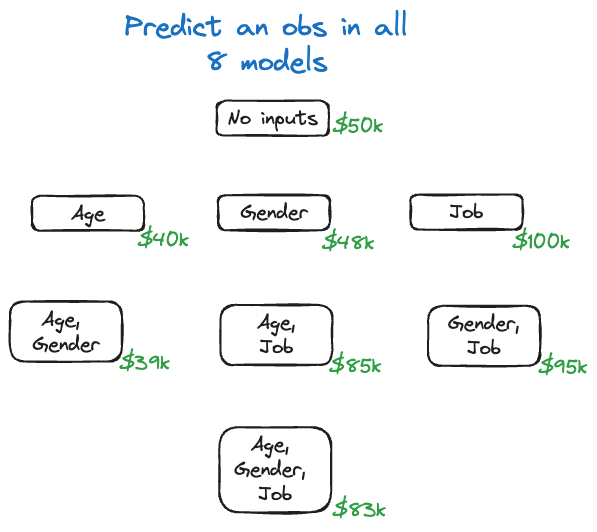 Predict an obs in all
8 models
No inputs
$50k
Age
$40k
Gender
$48k
Job
$100k
Age,
Gender
$39k
Age,
Job
$85k
Gender,
Job
$95k
Age,
Gender,
Job
$83k